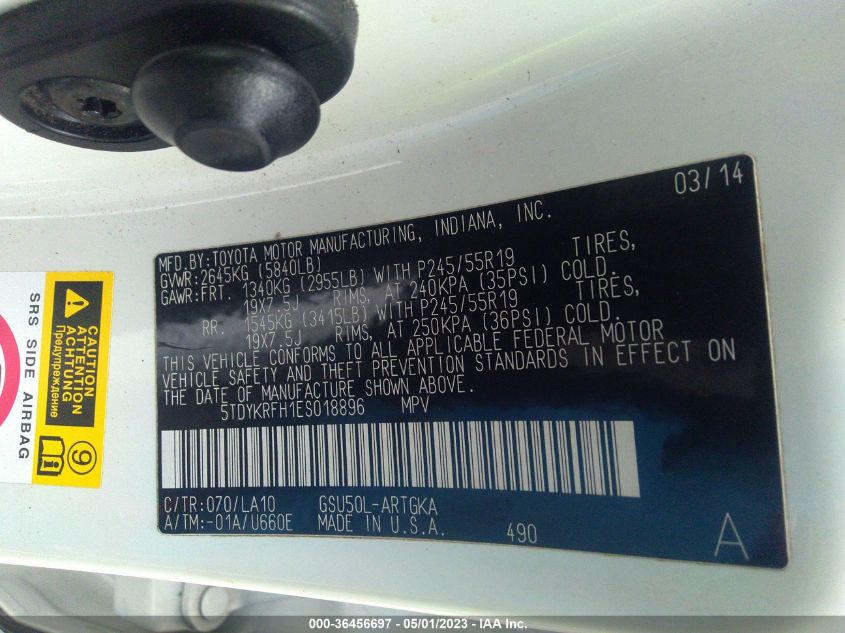 03/14
MFD.BY:TOYOTA MOTOR MANUFACTURING, INDIANA, INC.
GVWR:2645KG (5840LB)
GAWR:FRT. 1340KG (2955LB) WITH P245/55R19 TIRES,
19X7.5J RIMS, AT 240KPA (35PSI) COLD.
RR. 1545KG (3415LB) WITH P245/55R19 TIRES,
19X7.5J RIMS, AT 250KPA (36PSI) COLD.
THIS VEHICLE CONFORMS TO ALL APPLICABLE FEDERAL MOTOR
VEHICLE SAFETY AND THEFT PREVENTION STANDARDS IN EFFECT ON
THE DATE OF MANUFACTURE SHOWN ABOVE.
5TDYKRFH1ES018896 MPV
C/TR:070/LA10 GSU50L-ARTGKA
A/TM:-01A/U660E MADE IN U.S.A. 490
A
SRS SIDE AIRBAG
CAUTION
ATTENTION
ACHTUNG
Предупреждение
9
000-36456697 - 05/01/2023 - IAA Inc.